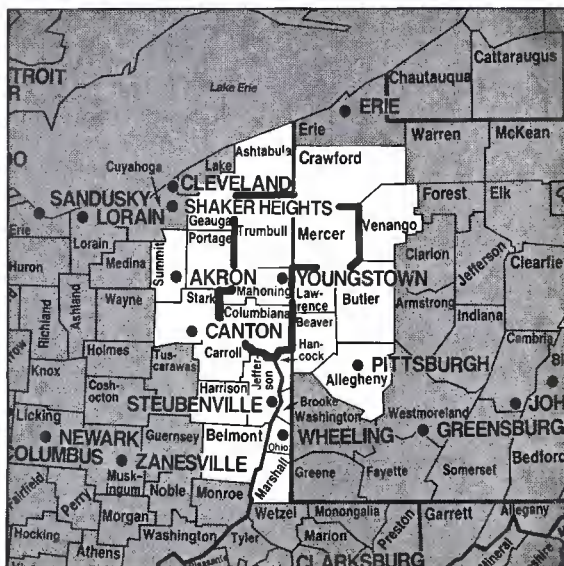 Cattaraugus
TROIT
R
Chautauqua
Lake Erie
ERIE
Erie
Warren
McKean
Ashtabula
Crawford
Lake
Cuyahoga
CLEVELAND
Forest
Elk
SANDUSKY
SHAKER HEIGHTS
LORAIN
Geauga
Venango
Erie
Trumbull
Mercer
Portage
Lorain
Summit
Clarion
Jefferson
Huron
Medina
Clearfie
AKRON
YOUNGSTOWN
Mahoning
Stark
Law-
rence
Butler
Armstrong
Wayne
Richland
Ashland
Columbiana
Indiana
Beaver
CANTON
Cambria
Holmes
Carroll
Han-
cock
Tus-
carawas
Jeffer-
son
PITTSBURGH
Knox
Allegheny
Cosh-
octon
Harrison
STEUBENVILLE
Brooke
JOH
Washington
Westmoreland
Licking
Belmont
WHEELING
GREENSBURG
NEWARK
Guernsey
Ohio
OLUMBUS
ZANESVILLE
Bedford
Marshall
Greene
Fayette
Somerset
Musk-
ingum
Noble
Monroe
Fairfield
Perry
Morgan
Wetzel
Monongalia
Preston
Garrett
Allegany
Hocking
Washington
Tyler
Marion
Mineral
Athens
CLARKSBURG